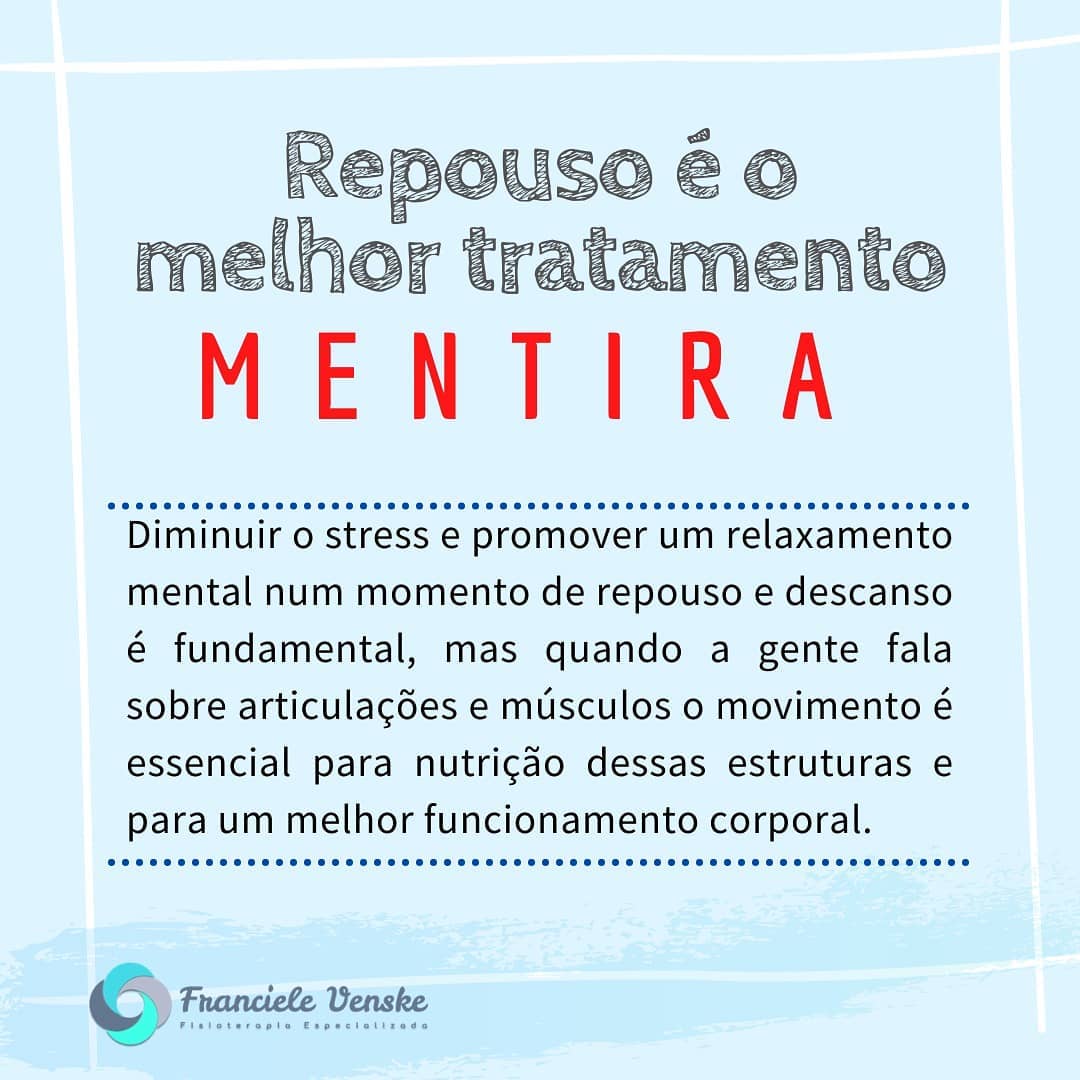 Repouso é o
melhor tratamento
MENTIRA
Diminuir o stress e promover um relaxamento
mental num momento de repouso e descanso
é fundamental, mas quando a gente fala
sobre articulações e músculos o movimento é
essencial para nutrição dessas estruturas e
para um melhor funcionamento corporal.
Franciele Venske
Fisioterapia Especializada